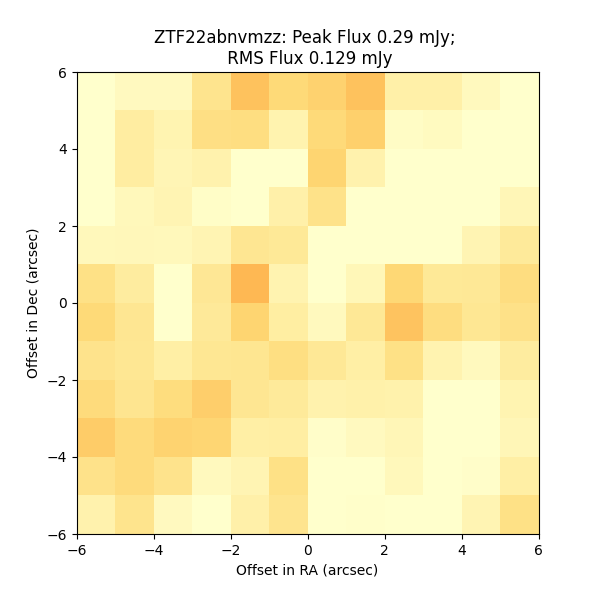 ZTF22abnvmzz: Peak Flux 0.29 mJy;
RMS Flux 0.129 mJy
6
4
2
0
−2
−4
−6
Offset in Dec (arcsec)
−6 −4 −2 0 2 4 6
Offset in RA (arcsec)